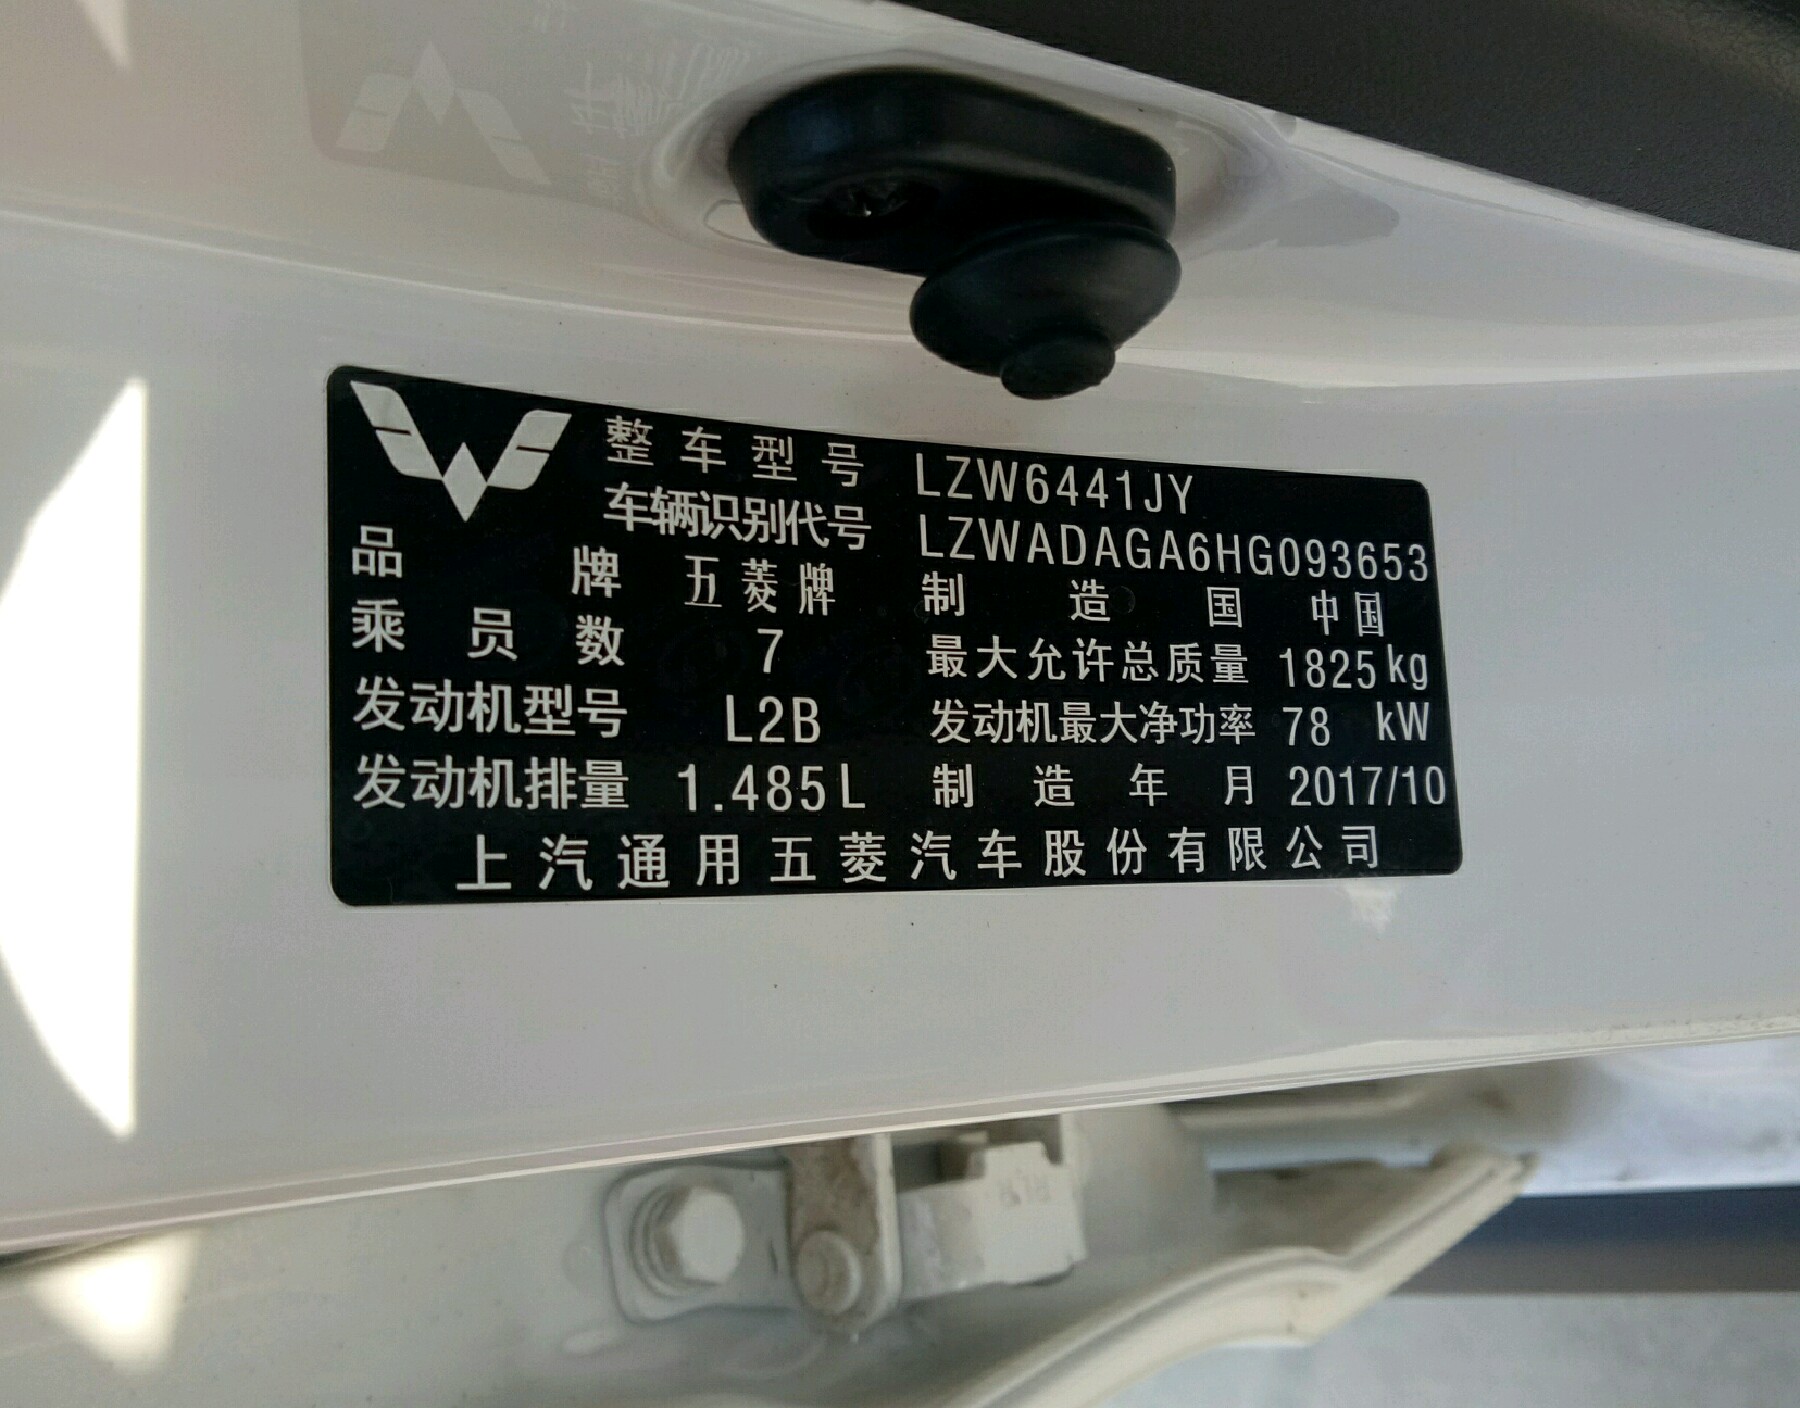 整车型号 LZW6441JY
车辆识别代号 LZWADAGA6HG093653
品牌 五菱牌 制造国 中国
乘员数 7 最大允许总质量 1825kg
发动机型号 L2B 发动机最大净功率 78 kW
发动机排量 1.485L 制造年月 2017/10
上汽通用五菱汽车股份有限公司